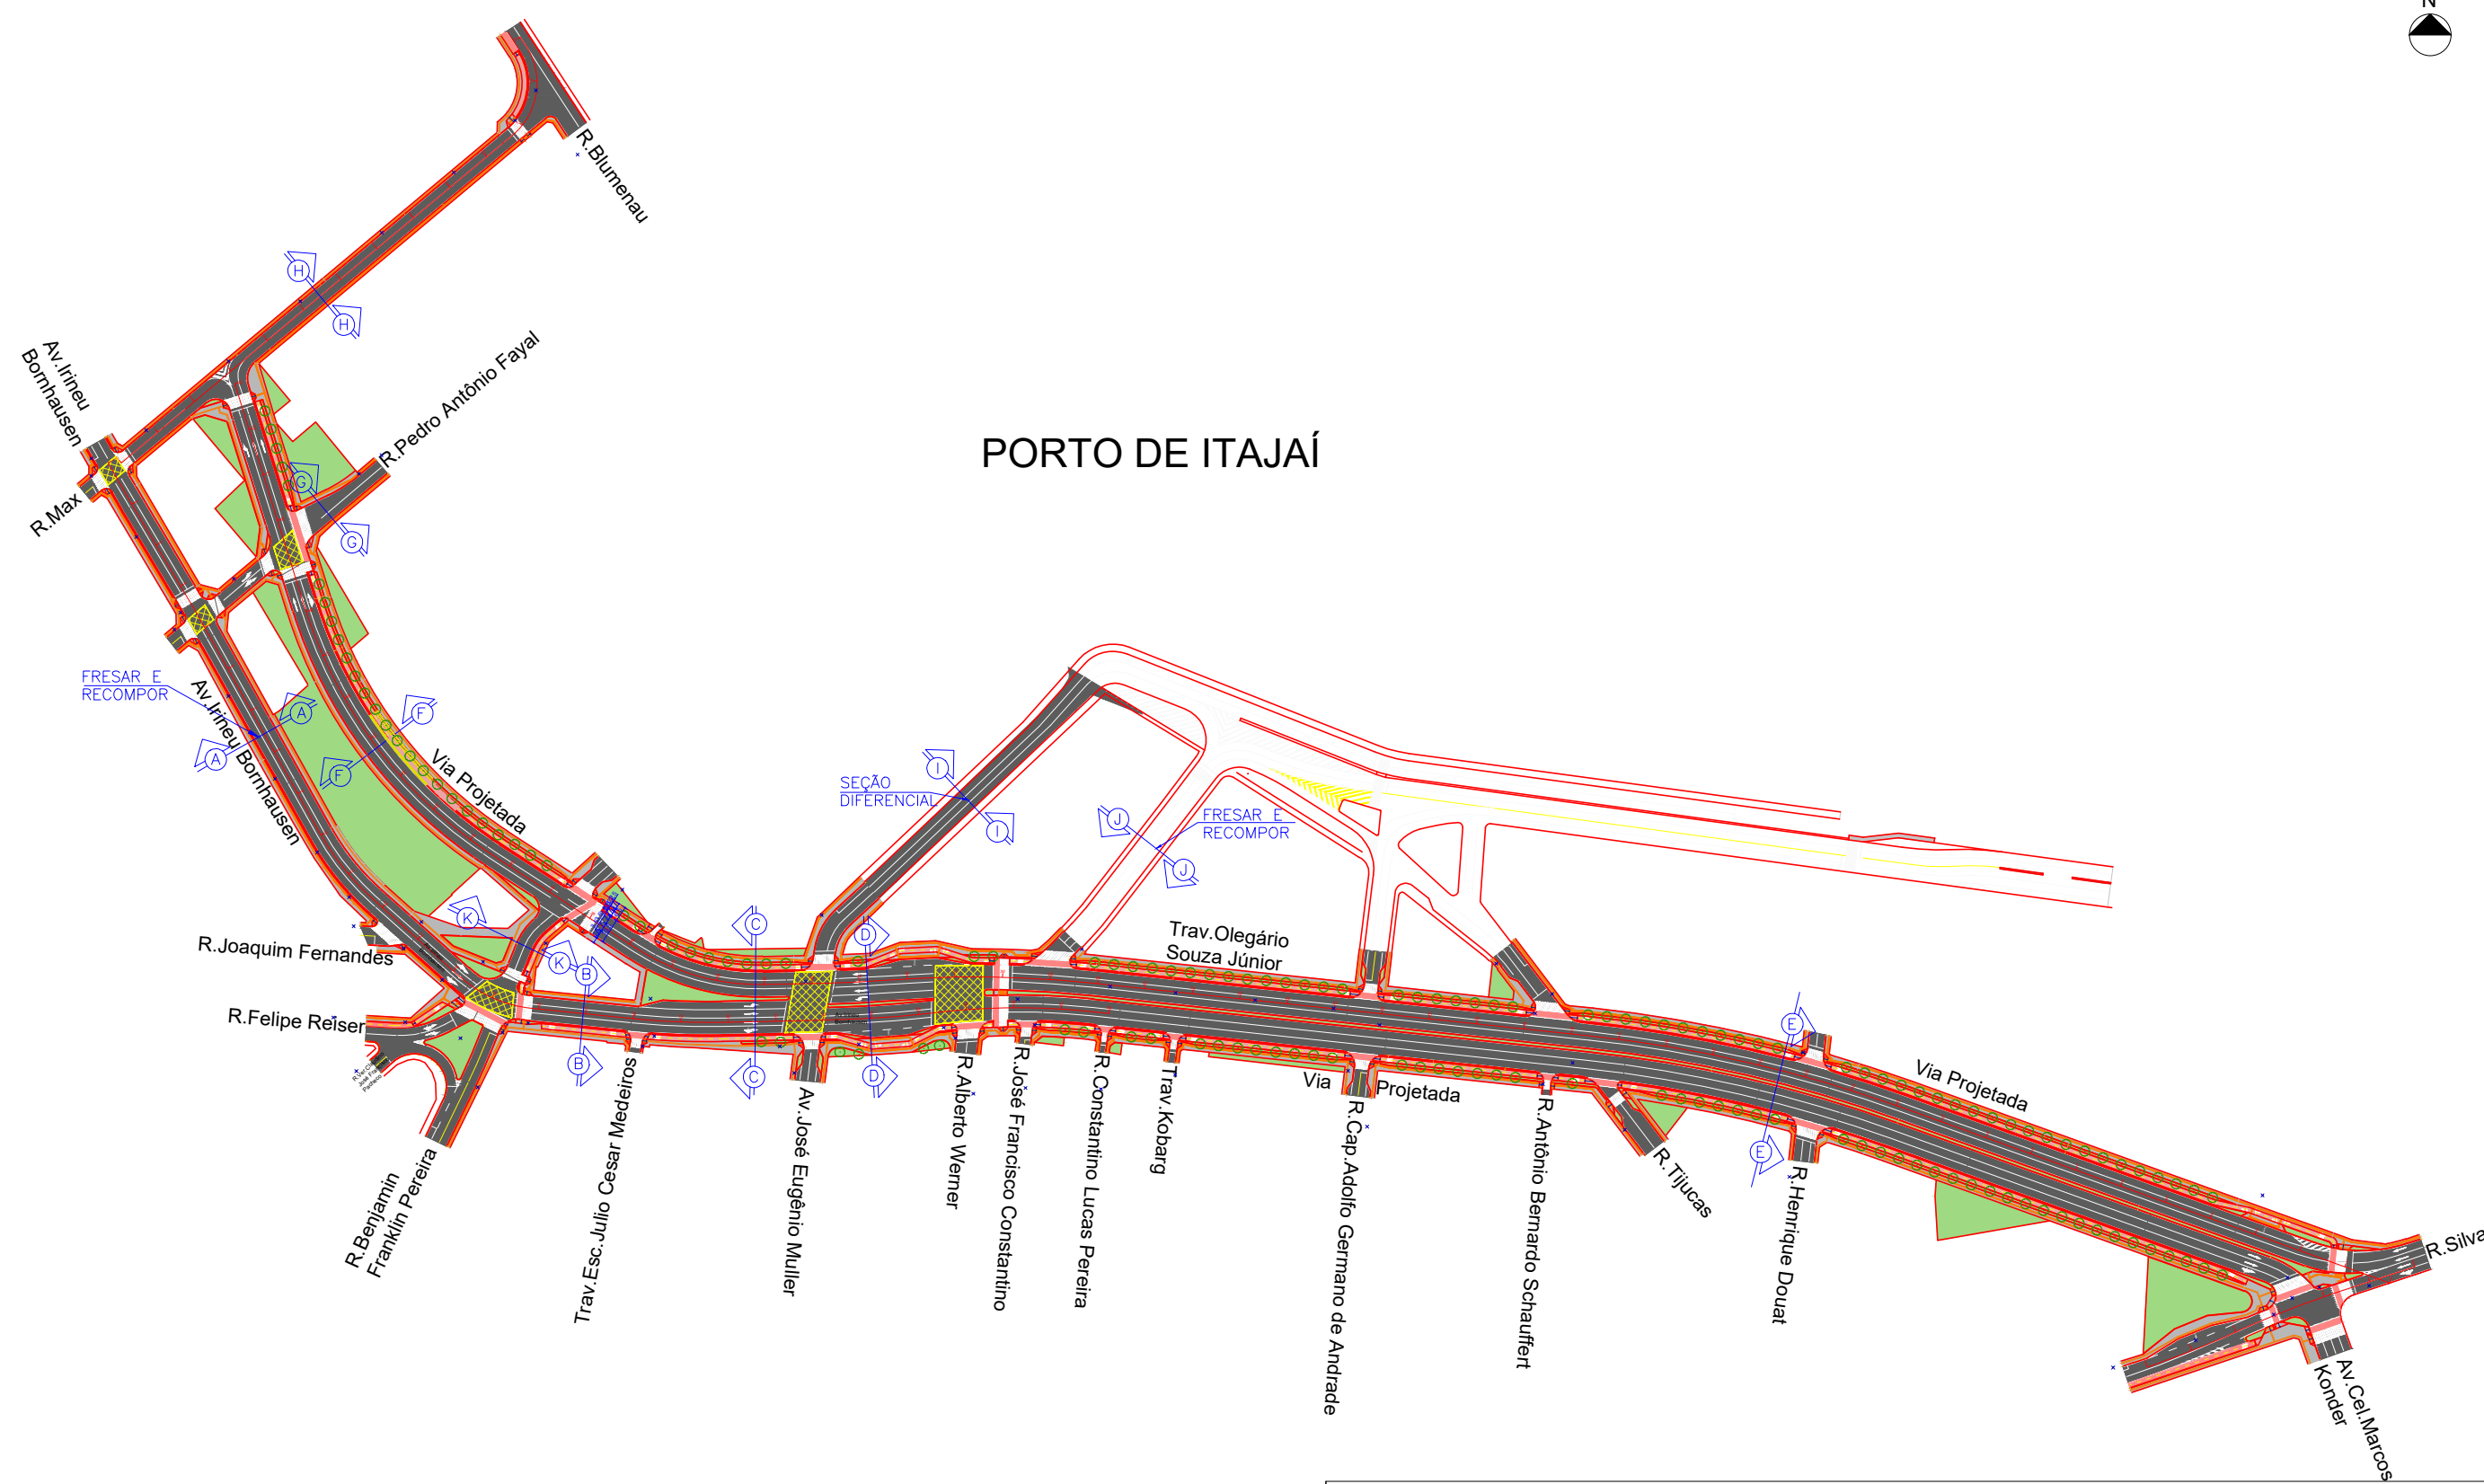 N
R.Blumenau
H
H
Av.Irineu
Bornhausen
R.Pedro Antônio Fayal
PORTO DE ITAJAÍ
R.Max
G
G
FRESAR E
RECOMPOR
Av.Irineu Bornhausen
A
A
F
F
Via Projetada
SEÇÃO
DIFERENCIAL
I
I
J
J
FRESAR E
RECOMPOR
K
K
C
D
B
Trav.Olegário
Souza Júnior
R.Joaquim Fernandes
R.Felipe Reiser
E
Via Projetada
B
C
D
E
Via Projetada
R.Benjamin
Franklin Pereira
Trav.Esc.Julio Cesar Medeiros
Av.José Eugênio Muller
R.Alberto Werner
R.José Francisco Constantino
R.Constantino Lucas Pereira
Trav.Kobarg
R.Cap.Adolfo Germano de Andrade
R.Antônio Bernardo Schauffert
R.Tijucas
R.Henrique Douat
R.Silva
Av.Cel.Marcos
Konder